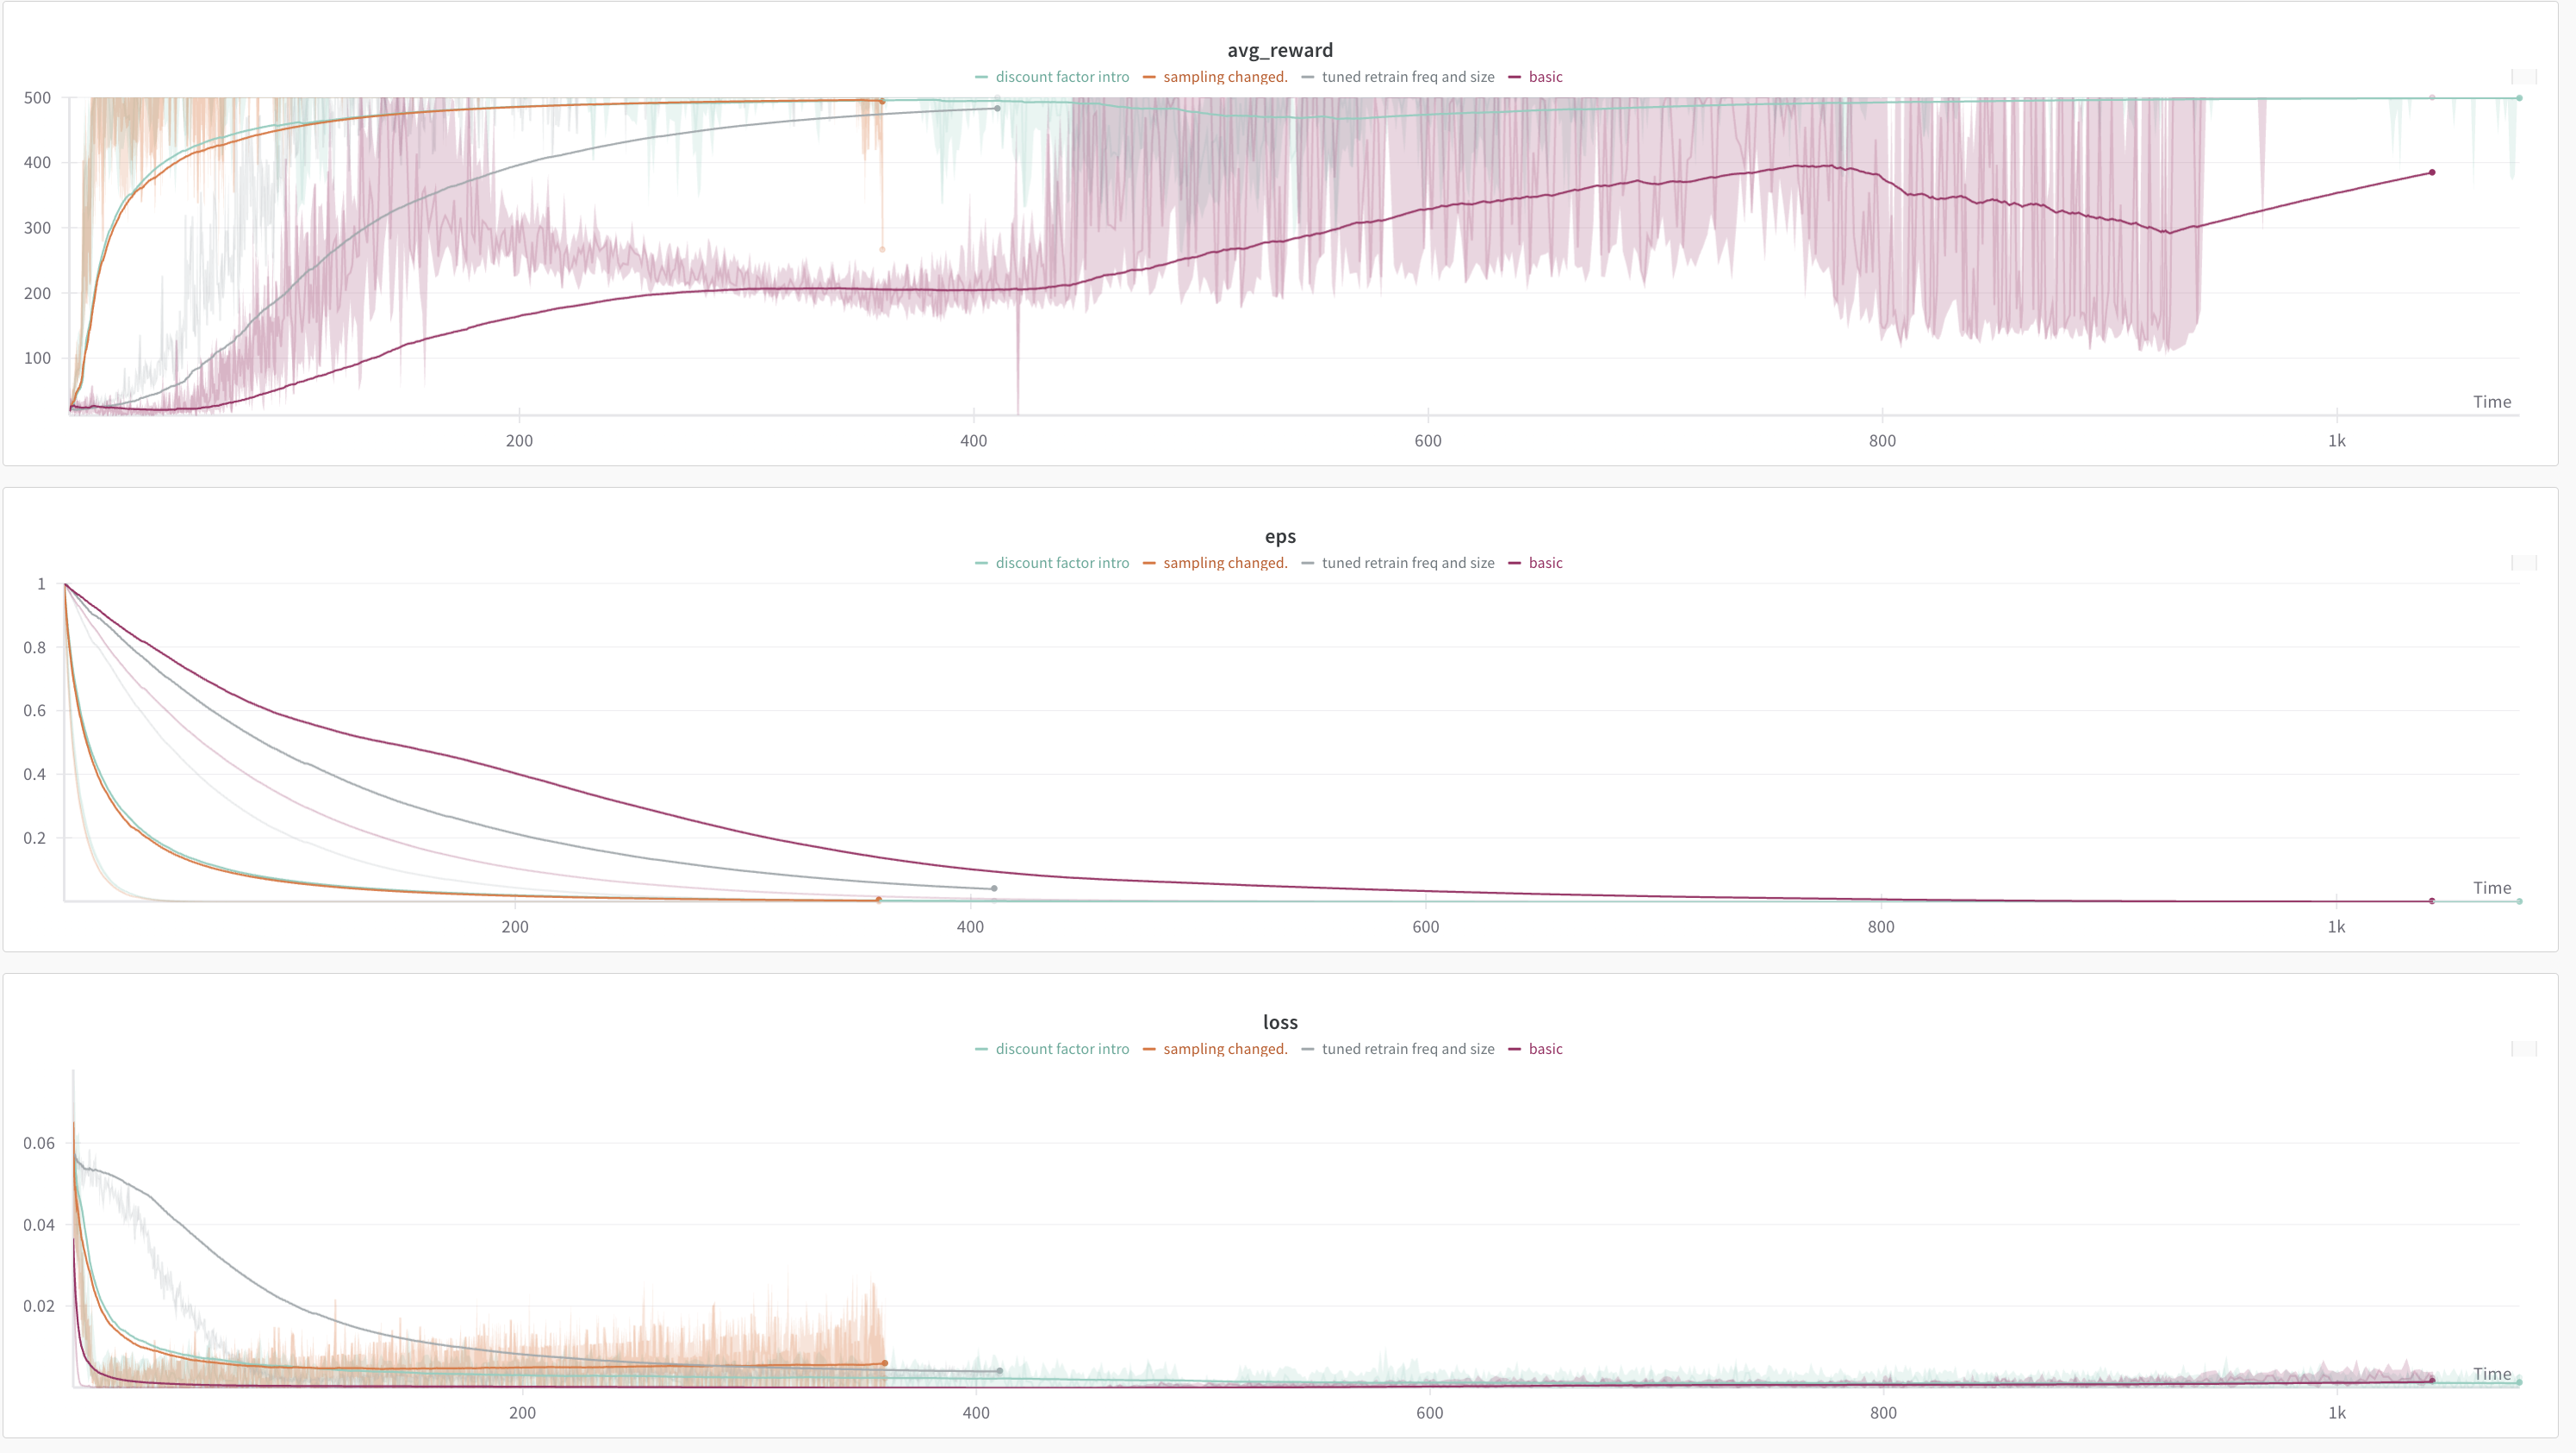 avg_reward
discount factor intro sampling changed. tuned retrain freq and size basic
500
400
300
200
100
Time
200 400 600 800 1k
eps
discount factor intro sampling changed. tuned retrain freq and size basic
1
0.8
0.6
0.4
0.2
Time
200 400 600 800 1k
loss
discount factor intro sampling changed. tuned retrain freq and size basic
0.06
0.04
0.02
Time
200 400 600 800 1k